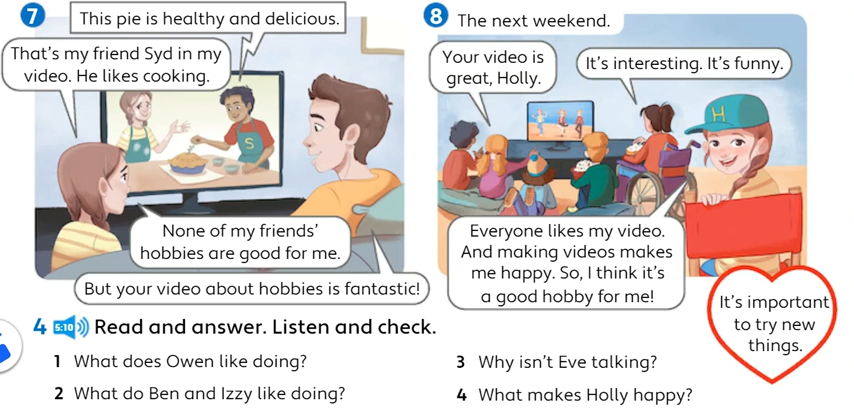 7
This pie is healthy and delicious.
That's my friend Syd in my
video. He likes cooking.
S
None of my friends'
hobbies are good for me.
But your video about hobbies is fantastic!
8
The next weekend.
Your video is
great, Holly.
It's interesting. It's funny.
H
Everyone likes my video.
And making videos makes
me happy. So, I think it's
a good hobby for me!
It's important
to try new
things.
4 5:10 Read and answer. Listen and check.
1 What does Owen like doing?
2 What do Ben and Izzy like doing?
3 Why isn't Eve talking?
4 What makes Holly happy?